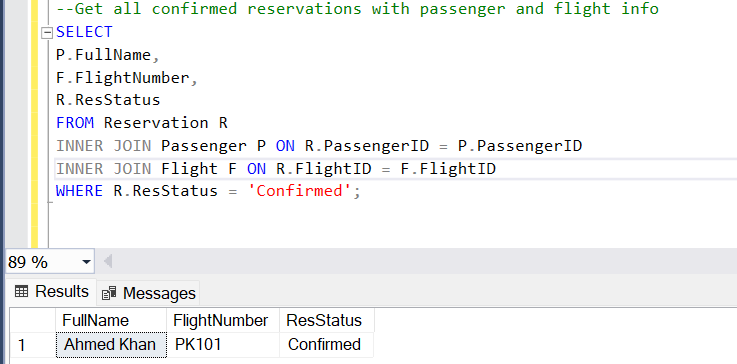 --Get all confirmed reservations with passenger and flight info
SELECT
P.FullName,
F.FlightNumber,
R.ResStatus
FROM Reservation R
INNER JOIN Passenger P ON R.PassengerID = P.PassengerID
INNER JOIN Flight F ON R.FlightID = F.FlightID
WHERE R.ResStatus = 'Confirmed';
89 %
Results Messages
FullName FlightNumber ResStatus
1 Ahmed Khan PK101 Confirmed